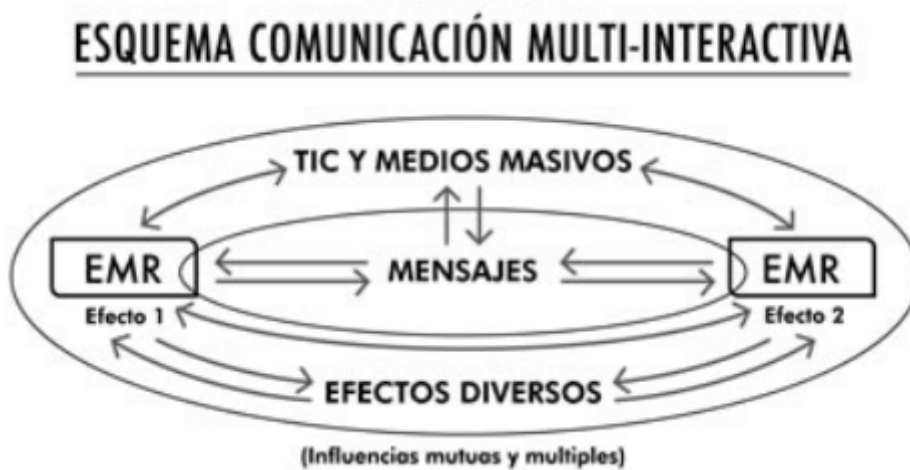 ESQUEMA COMUNICACIÓN MULTI-INTERACTIVA
TIC Y MEDIOS MASIVOS
EMR
MENSAJES
EMR
Efecto 1
Efecto 2
EFECTOS DIVERSOS
(Influencias mutuas y multiples)